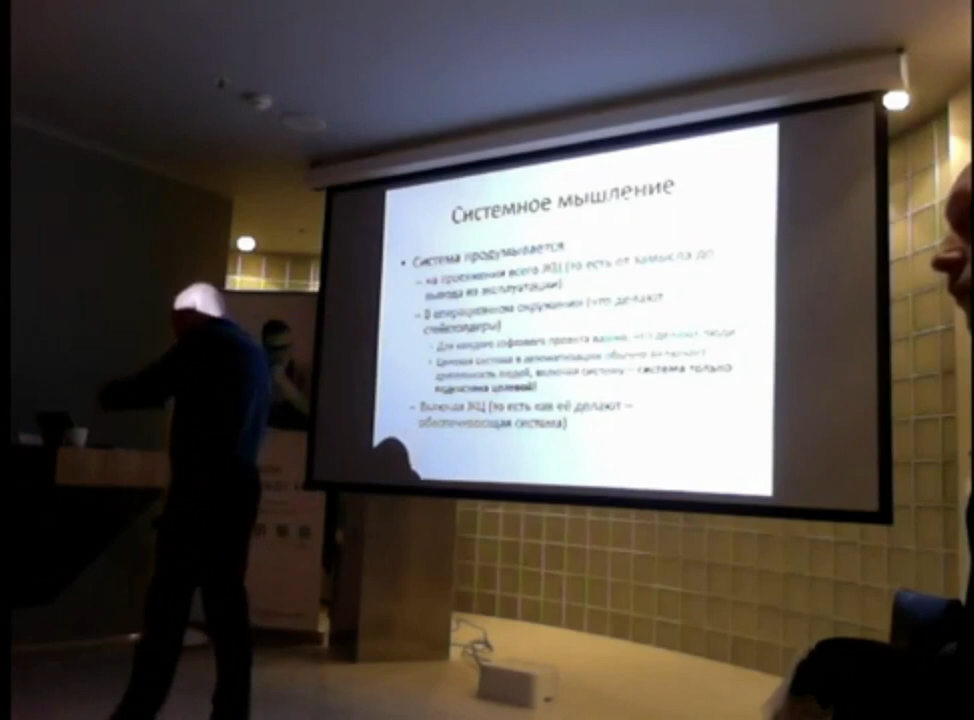 Системное мышление
• Система продумывается
– на протяжении всего ЖЦ (то есть от замысла до
вывода из эксплуатации)
– В операционном окружении (что делают
стейкхолдеры)
Для каждого софтового проекта важно, что делают люди
Целевая система в автоматизации обычно включает
деятельность людей, включая систему – система только
подсистема целевой!
– Включая ЖЦ (то есть как её делают –
обеспечивающая система)